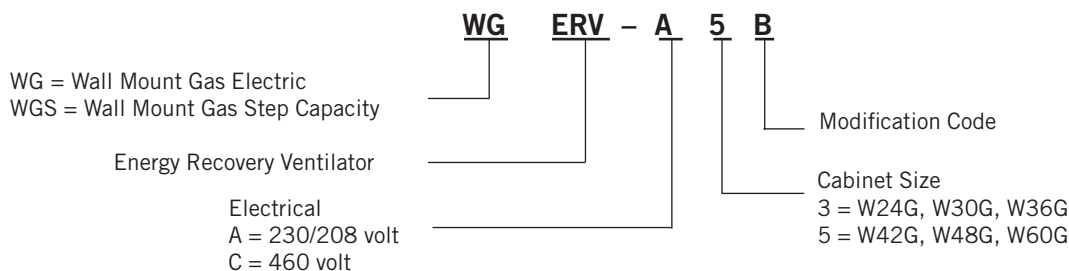 WG ERV – A 5 B
WG = Wall Mount Gas Electric
WGS = Wall Mount Gas Step Capacity
Modification Code
Energy Recovery Ventilator
Cabinet Size
3 = W24G, W30G, W36G
5 = W42G, W48G, W60G
Electrical
A = 230/208 volt
C = 460 volt